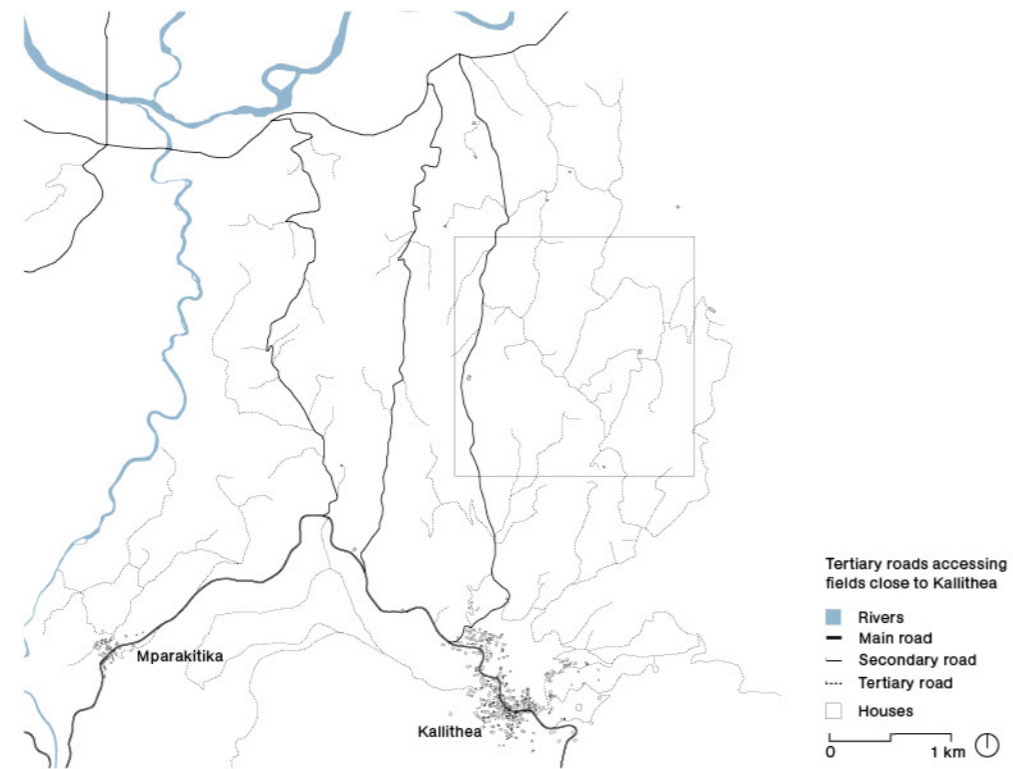 Mparakitika
Kallithea
Tertiary roads accessing
fields close to Kallithea
Rivers
Main road
Secondary road
Tertiary road
Houses
0 1 km